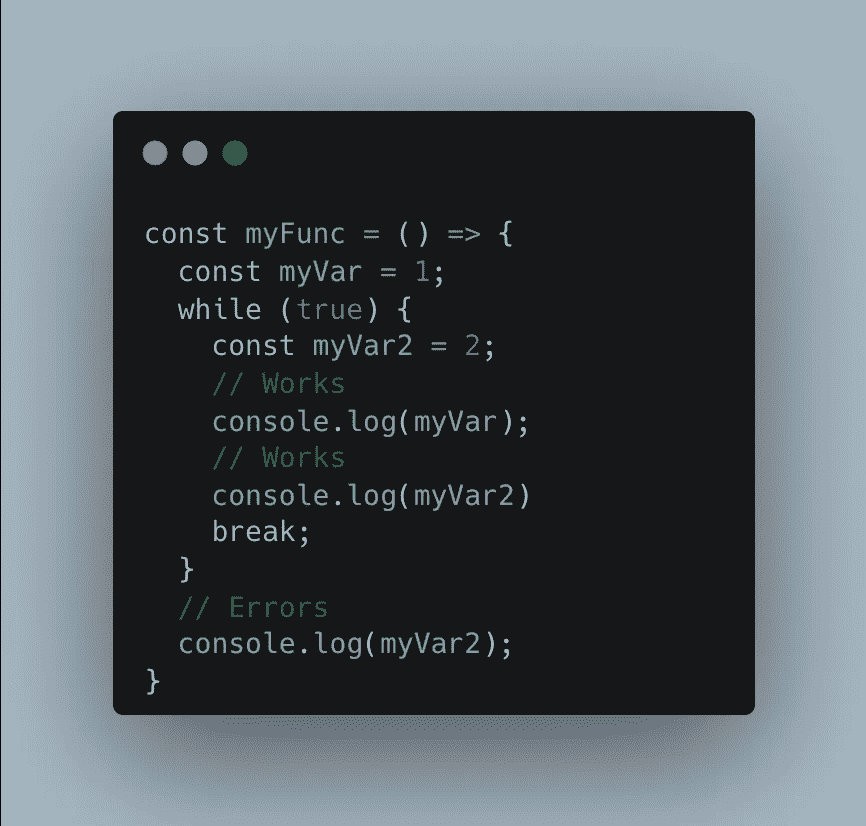 const myFunc = () => {
  const myVar = 1;
  while (true) {
    const myVar2 = 2;
    // Works
    console.log(myVar);
    // Works
    console.log(myVar2)
    break;
  }
  // Errors
  console.log(myVar2);
}